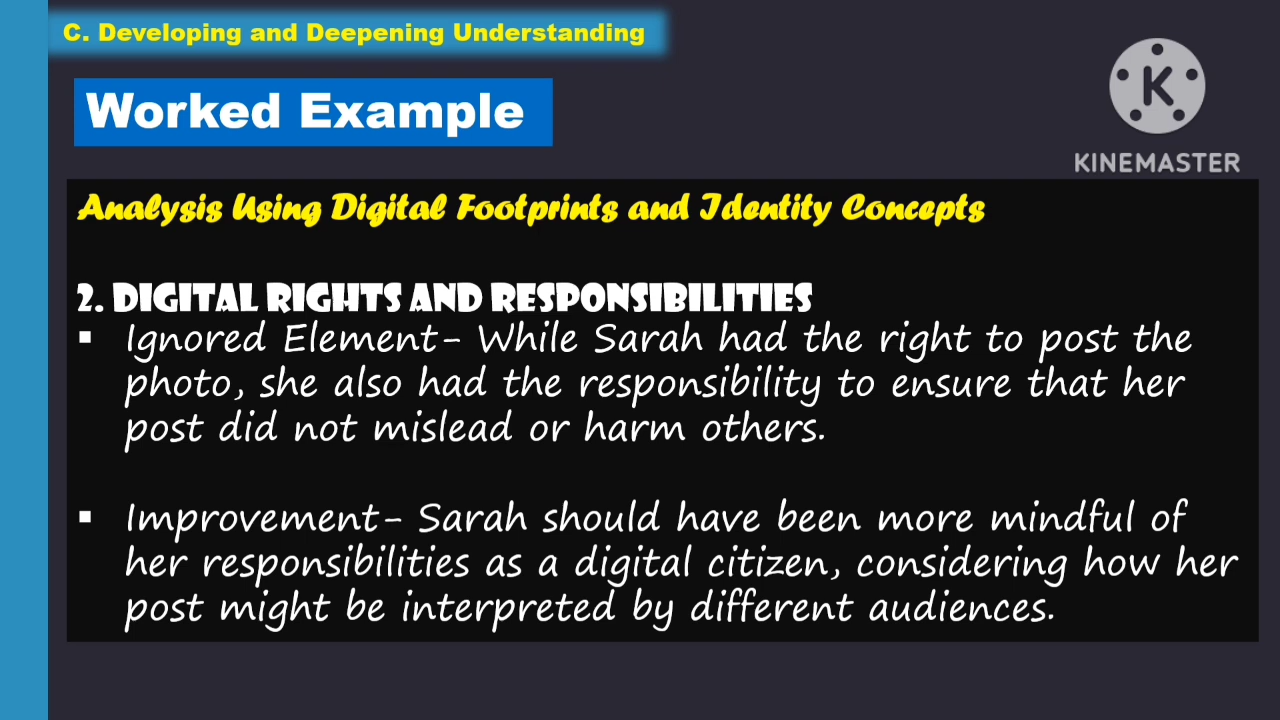 C. Developing and Deepening Understanding
Worked Example
K
KINEMASTER
Analysis Using Digital Footprints and Identity Concepts
2. DIGITAL RIGHTS AND RESPONSIBILITIES
▪ Ignored Element- While Sarah had the right to post the
photo, she also had the responsibility to ensure that her
post did not mislead or harm others.
▪ Improvement- Sarah should have been more mindful of
her responsibilities as a digital citizen, considering how her
post might be interpreted by different audiences.